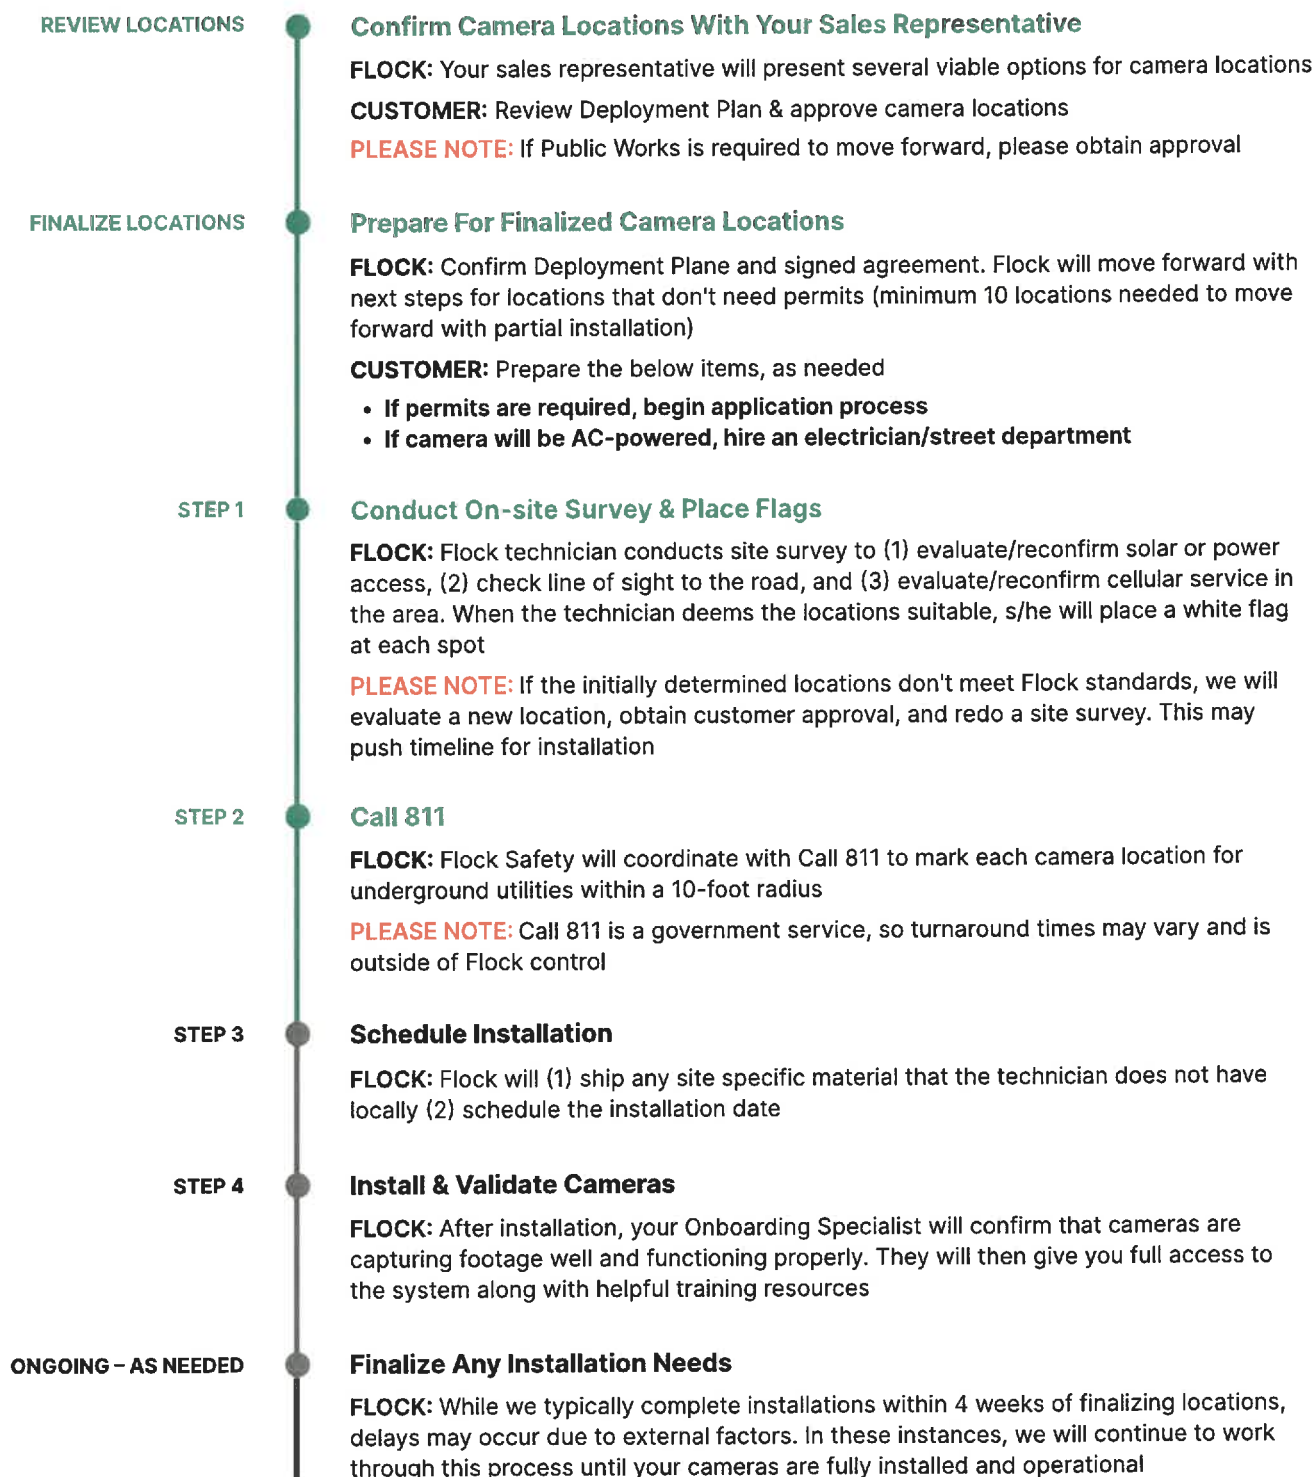 REVIEW LOCATIONS
Confirm Camera Locations With Your Sales Representative
FLOCK: Your sales representative will present several viable options for camera locations
CUSTOMER: Review Deployment Plan & approve camera locations
PLEASE NOTE: If Public Works is required to move forward, please obtain approval
FINALIZE LOCATIONS
Prepare For Finalized Camera Locations
FLOCK: Confirm Deployment Plane and signed agreement. Flock will move forward with
next steps for locations that don't need permits (minimum 10 locations needed to move
forward with partial installation)
CUSTOMER: Prepare the below items, as needed
• If permits are required, begin application process
• If camera will be AC-powered, hire an electrician/street department
STEP 1
Conduct On-site Survey & Place Flags
FLOCK: Flock technician conducts site survey to (1) evaluate/reconfirm solar or power
access, (2) check line of sight to the road, and (3) evaluate/reconfirm cellular service in
the area. When the technician deems the locations suitable, s/he will place a white flag
at each spot
PLEASE NOTE: If the initially determined locations don't meet Flock standards, we will
evaluate a new location, obtain customer approval, and redo a site survey. This may
push timeline for installation
STEP 2
Call 811
FLOCK: Flock Safety will coordinate with Call 811 to mark each camera location for
underground utilities within a 10-foot radius
PLEASE NOTE: Call 811 is a government service, so turnaround times may vary and is
outside of Flock control
STEP 3
Schedule Installation
FLOCK: Flock will (1) ship any site specific material that the technician does not have
locally (2) schedule the installation date
STEP 4
Install & Validate Cameras
FLOCK: After installation, your Onboarding Specialist will confirm that cameras are
capturing footage well and functioning properly. They will then give you full access to
the system along with helpful training resources
ONGOING – AS NEEDED
Finalize Any Installation Needs
FLOCK: While we typically complete installations within 4 weeks of finalizing locations,
delays may occur due to external factors. In these instances, we will continue to work
through this process until your cameras are fully installed and operational